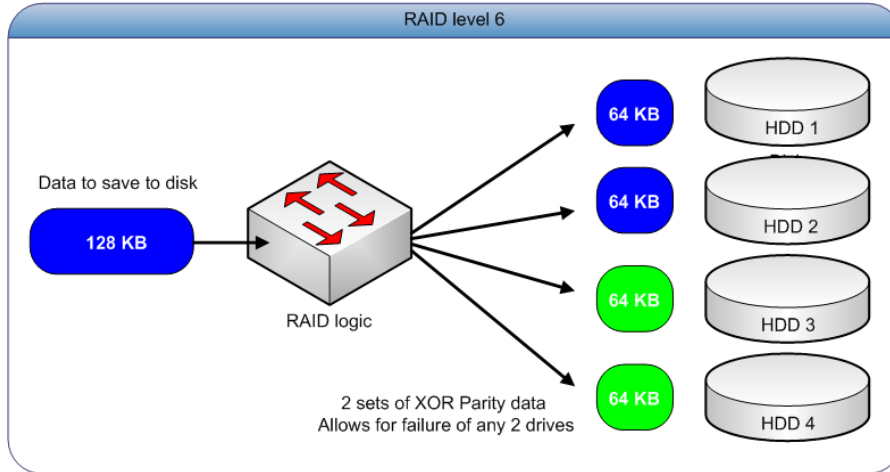 RAID level 6
64 KB
HDD 1
Data to save to disk
128 KB
64 KB
HDD 2
RAID logic
64 KB
HDD 3
2 sets of XOR Parity data
Allows for failure of any 2 drives
64 KB
HDD 4